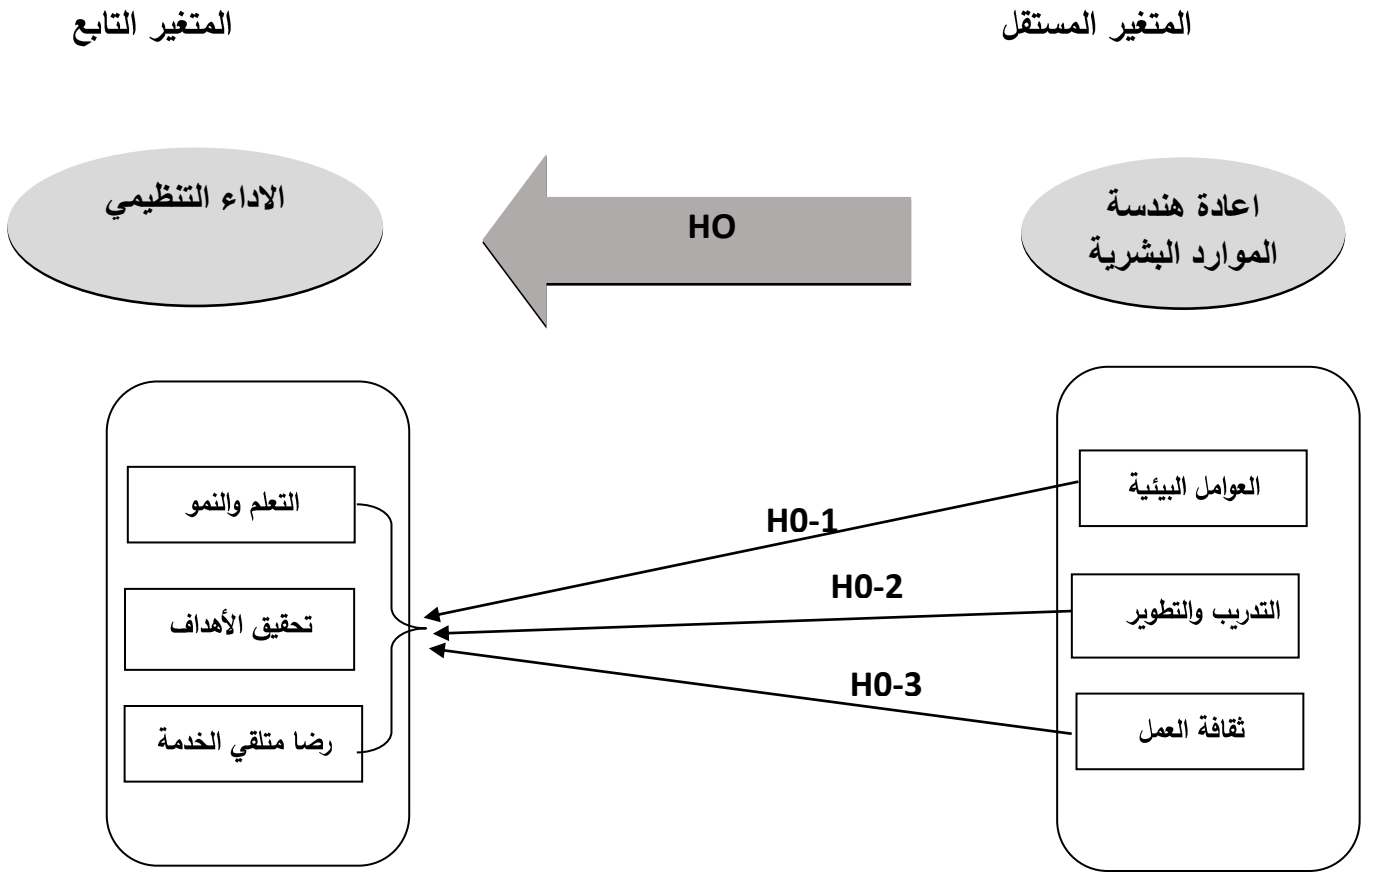 المتغير المستقل
المتغير التابع
اعادة هندسة
الموارد البشرية
HO
الاداء التنظيمي
العوامل البيئية
التدريب والتطوير
ثقافة العمل
H0-1
H0-2
H0-3
التعلم والنمو
تحقيق الأهداف
رضا متلقي الخدمة